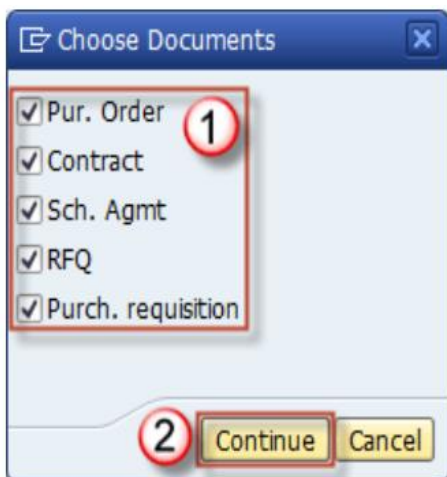 Choose Documents
Pur. Order
1
Contract
Sch. Agmt
RFQ
Purch. requisition
2 Continue Cancel